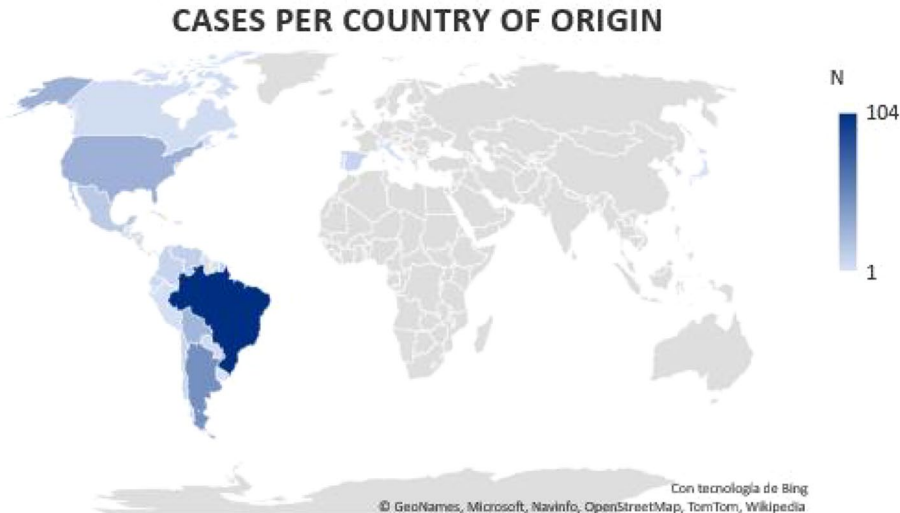 CASES PER COUNTRY OF ORIGIN
N
104
1
Con tecnología de Bing
© GeoNames, Microsoft, Navinfo, OpenStreetMap, TomTom, Wikipedia